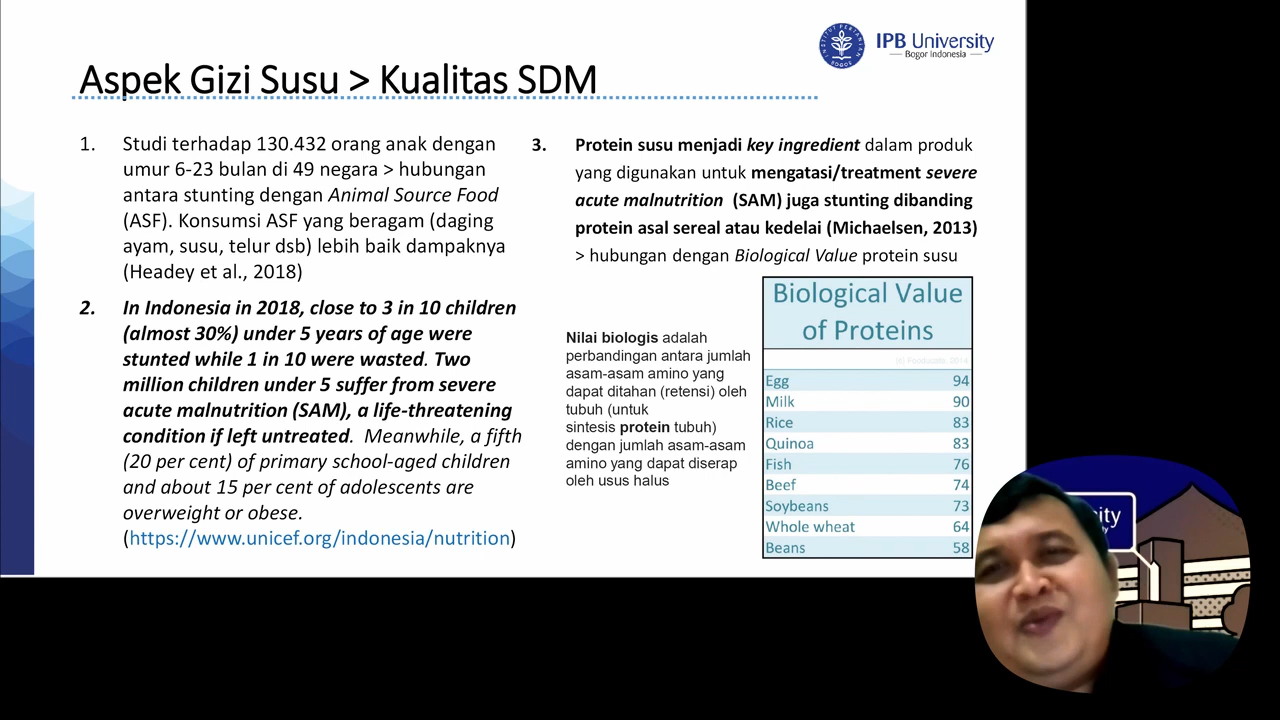 IPB University
Bogor Indonesia
Aspek Gizi Susu > Kualitas SDM
1. Studi terhadap 130.432 orang anak dengan
umur 6-23 bulan di 49 negara > hubungan
antara stunting dengan Animal Source Food
(ASF). Konsumsi ASF yang beragam (daging
ayam, susu, telur dsb) lebih baik dampaknya
(Headey et al., 2018)
2. In Indonesia in 2018, close to 3 in 10 children
(almost 30%) under 5 years of age were
stunted while 1 in 10 were wasted. Two
million children under 5 suffer from severe
acute malnutrition (SAM), a life-threatening
condition if left untreated. Meanwhile, a fifth
(20 per cent) of primary school-aged children
and about 15 per cent of adolescents are
overweight or obese.
(https://www.unicef.org/indonesia/nutrition)
3. Protein susu menjadi key ingredient dalam produk
yang digunakan untuk mengatasi/treatment severe
acute malnutrition (SAM) juga stunting dibanding
protein asal sereal atau kedelai (Michaelsen, 2013)
> hubungan dengan Biological Value protein susu
Nilai biologis adalah
perbandingan antara jumlah
asam-asam amino yang
dapat ditahan (retensi) oleh
tubuh (untuk
sintesis protein tubuh)
dengan jumlah asam-asam
amino yang dapat diserap
oleh usus halus
Biological Value
of Proteins
Egg 94
Milk 90
Rice 83
Quinoa 83
Fish 76
Beef 74
Soybeans 73
Whole wheat 64
Beans 58